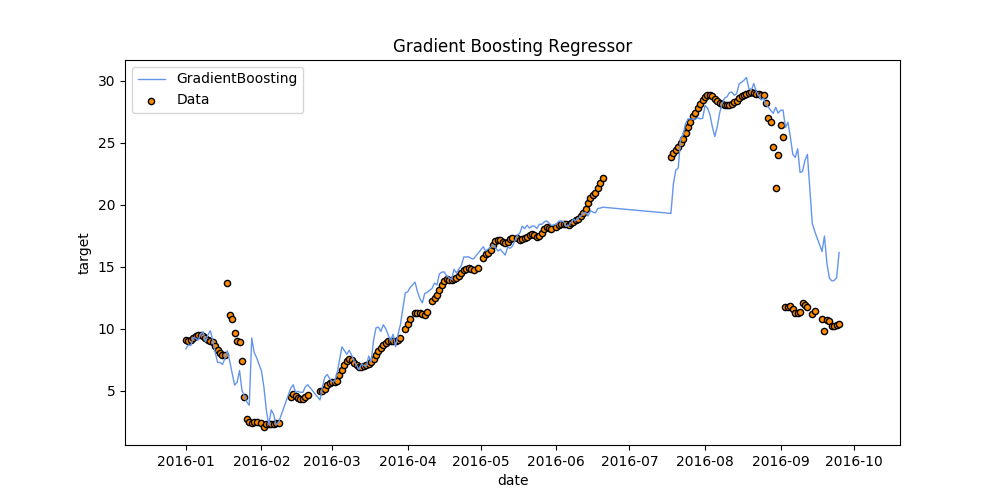 Gradient Boosting Regressor
GradientBoosting
Data
30
25
20
15
10
5
target
2016-01 2016-02 2016-03 2016-04 2016-05 2016-06 2016-07 2016-08 2016-09 2016-10
date